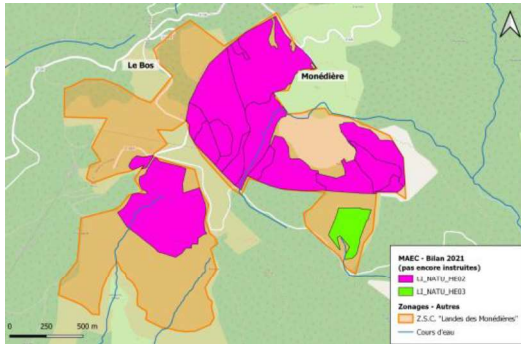 Le Bos
Monédière
MAEC - Bilan 2021
(pas encore instruites)
LI_NATU_HE02
LI_NATU_HE03
Zonages - Autres
Z.S.C. "Landes des Monédières"
Cours d'eau
0 250 500 m